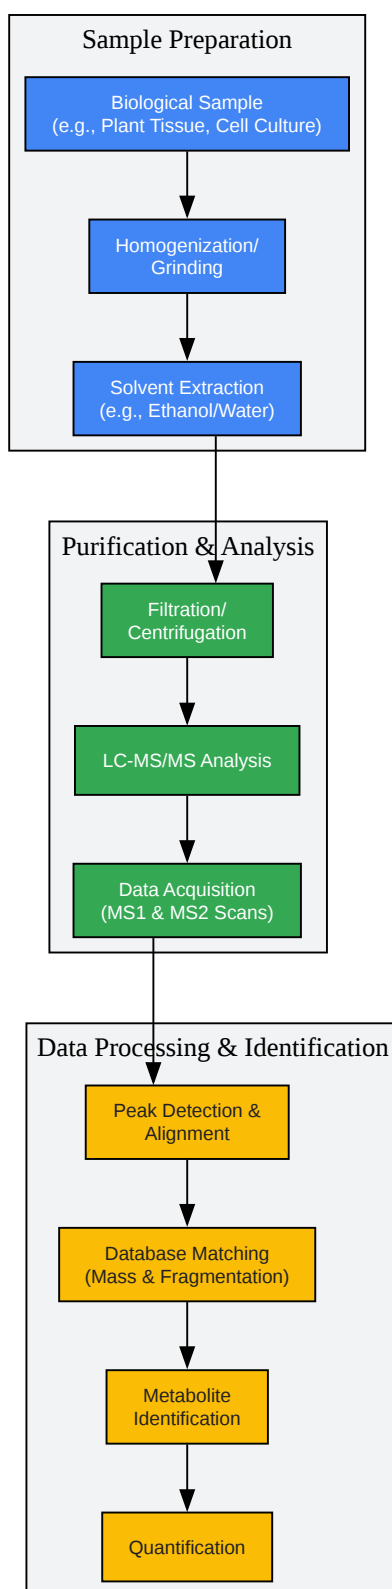 Sample Preparation
Biological Sample
(e.g., Plant Tissue, Cell Culture)
Homogenization/
Grinding
Solvent Extraction
(e.g., Ethanol/Water)
Purification & Analysis
Filtration/
Centrifugation
LC-MS/MS Analysis
Data Acquisition
(MS1 & MS2 Scans)
Data Processing & Identification
Peak Detection &
Alignment
Database Matching
(Mass & Fragmentation)
Metabolite
Identification
Quantification